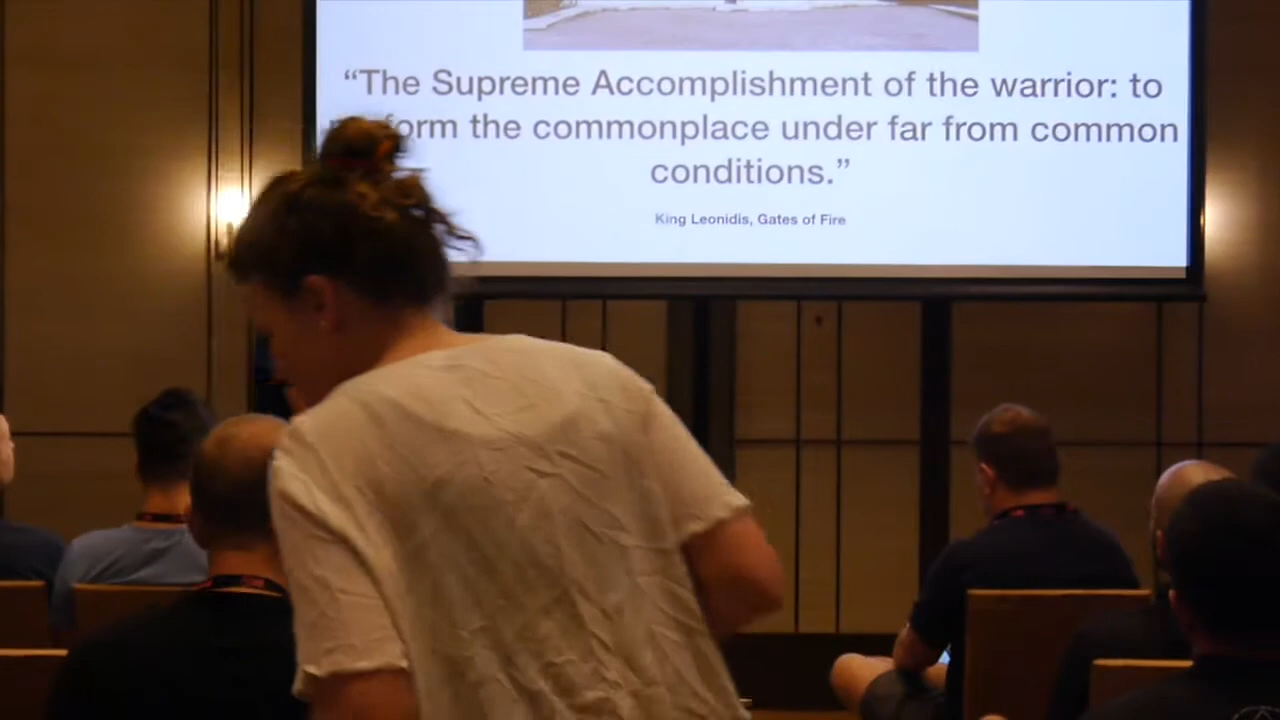 “The Supreme Accomplishment of the warrior: to
form the commonplace under far from common
conditions.”
King Leonidis, Gates of Fire